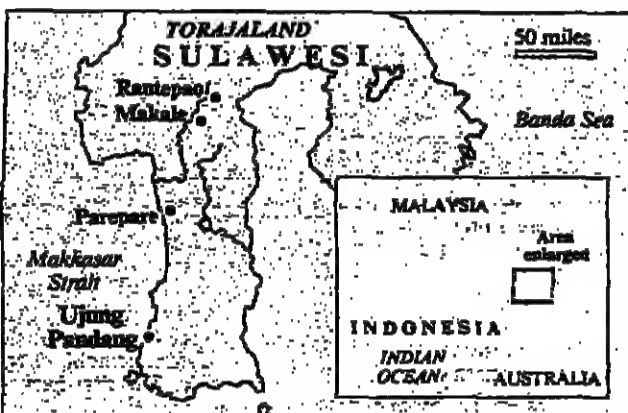 TORAJALAND
SULAWESI
50 miles
Rantepao
Makale
Banda Sea
Parepare
MALAYSIA
Area
enlarged
Makkasar
Strait
Ujung
Pandang
INDONESIA
INDIAN
OCEAN
AUSTRALIA